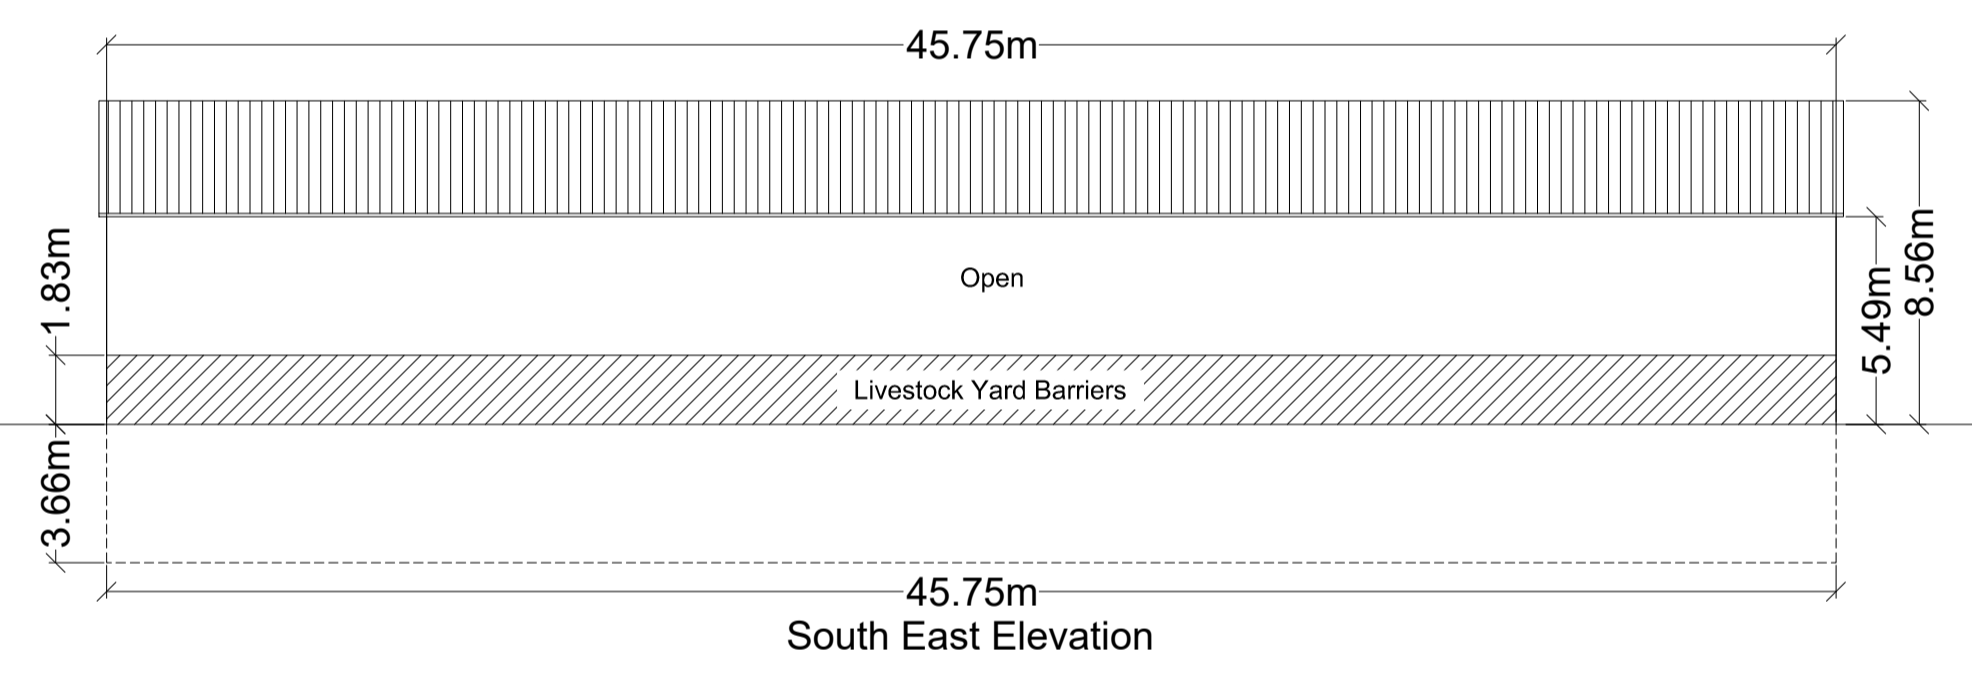 45.75m
1.83m
Open
8.56m
5.49m
Livestock Yard Barriers
3.66m
45.75m
South East Elevation